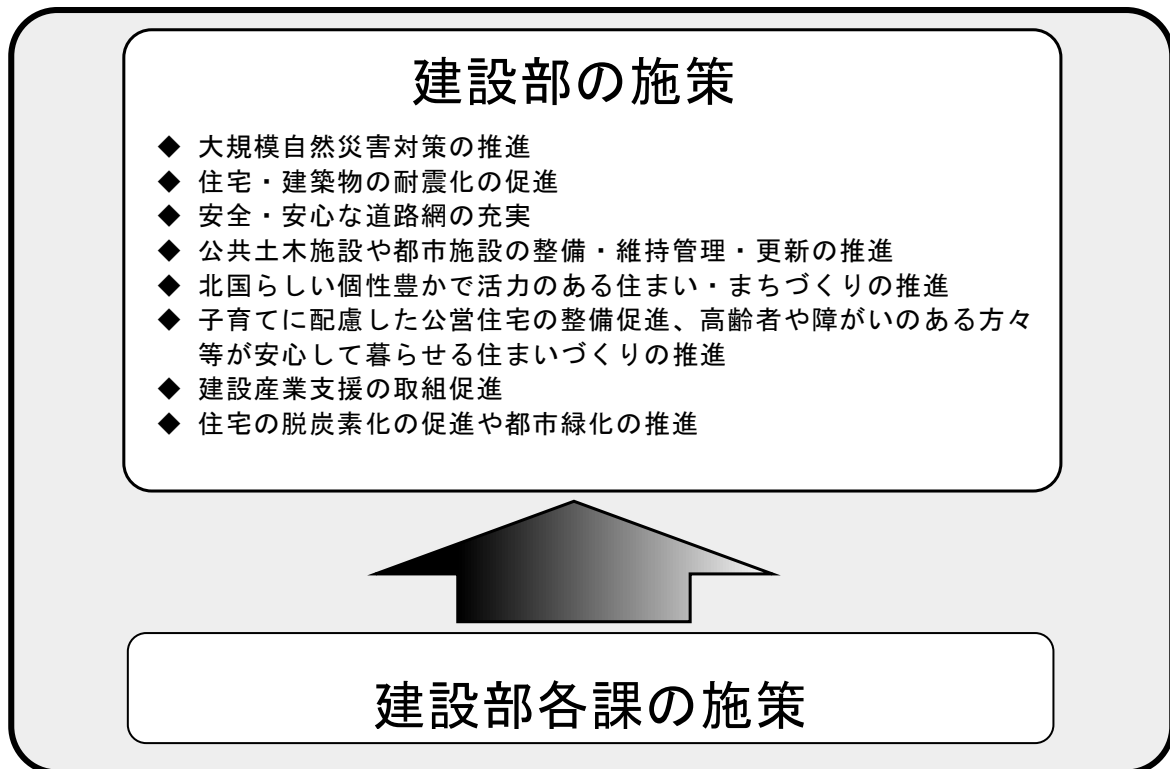 建設部の施策
◆ 大規模自然災害対策の推進
◆ 住宅・建築物の耐震化の促進
◆ 安全・安心な道路網の充実
◆ 公共土木施設や都市施設の整備・維持管理・更新の推進
◆ 北国らしい個性豊かで活力のある住まい・まちづくりの推進
◆ 子育てに配慮した公営住宅の整備促進、高齢者や障がいのある方々
等が安心して暮らせる住まいづくりの推進
◆ 建設産業支援の取組促進
◆ 住宅の脱炭素化の促進や都市緑化の推進
建設部各課の施策